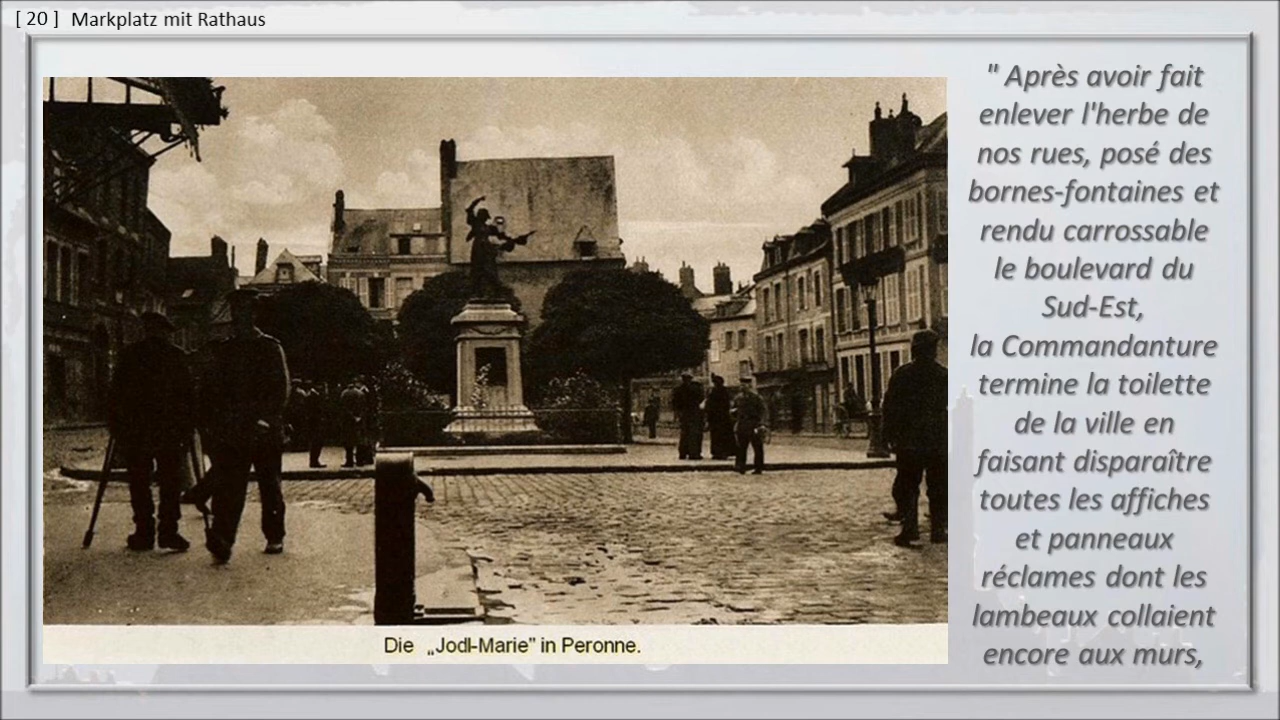 [ 20 ] Markplatz mit Rathaus
" Après avoir fait
enlever l'herbe de
nos rues, posé des
bornes-fontaines et
rendu carrossable
le boulevard du
Sud-Est,
la Commandanture
termine la toilette
de la ville en
faisant disparaître
toutes les affiches
et panneaux
réclames dont les
lambeaux collaient
encore aux murs,
Die „Jodl-Marie" in Peronne.